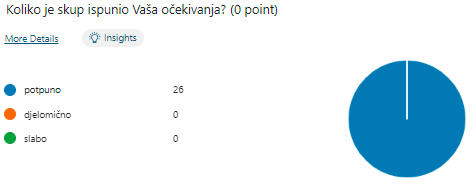 Koliko je skup ispunio Vaša očekivanja? (0 point)
More Details
Insights
potpuno 26
djelomično 0
slabo 0